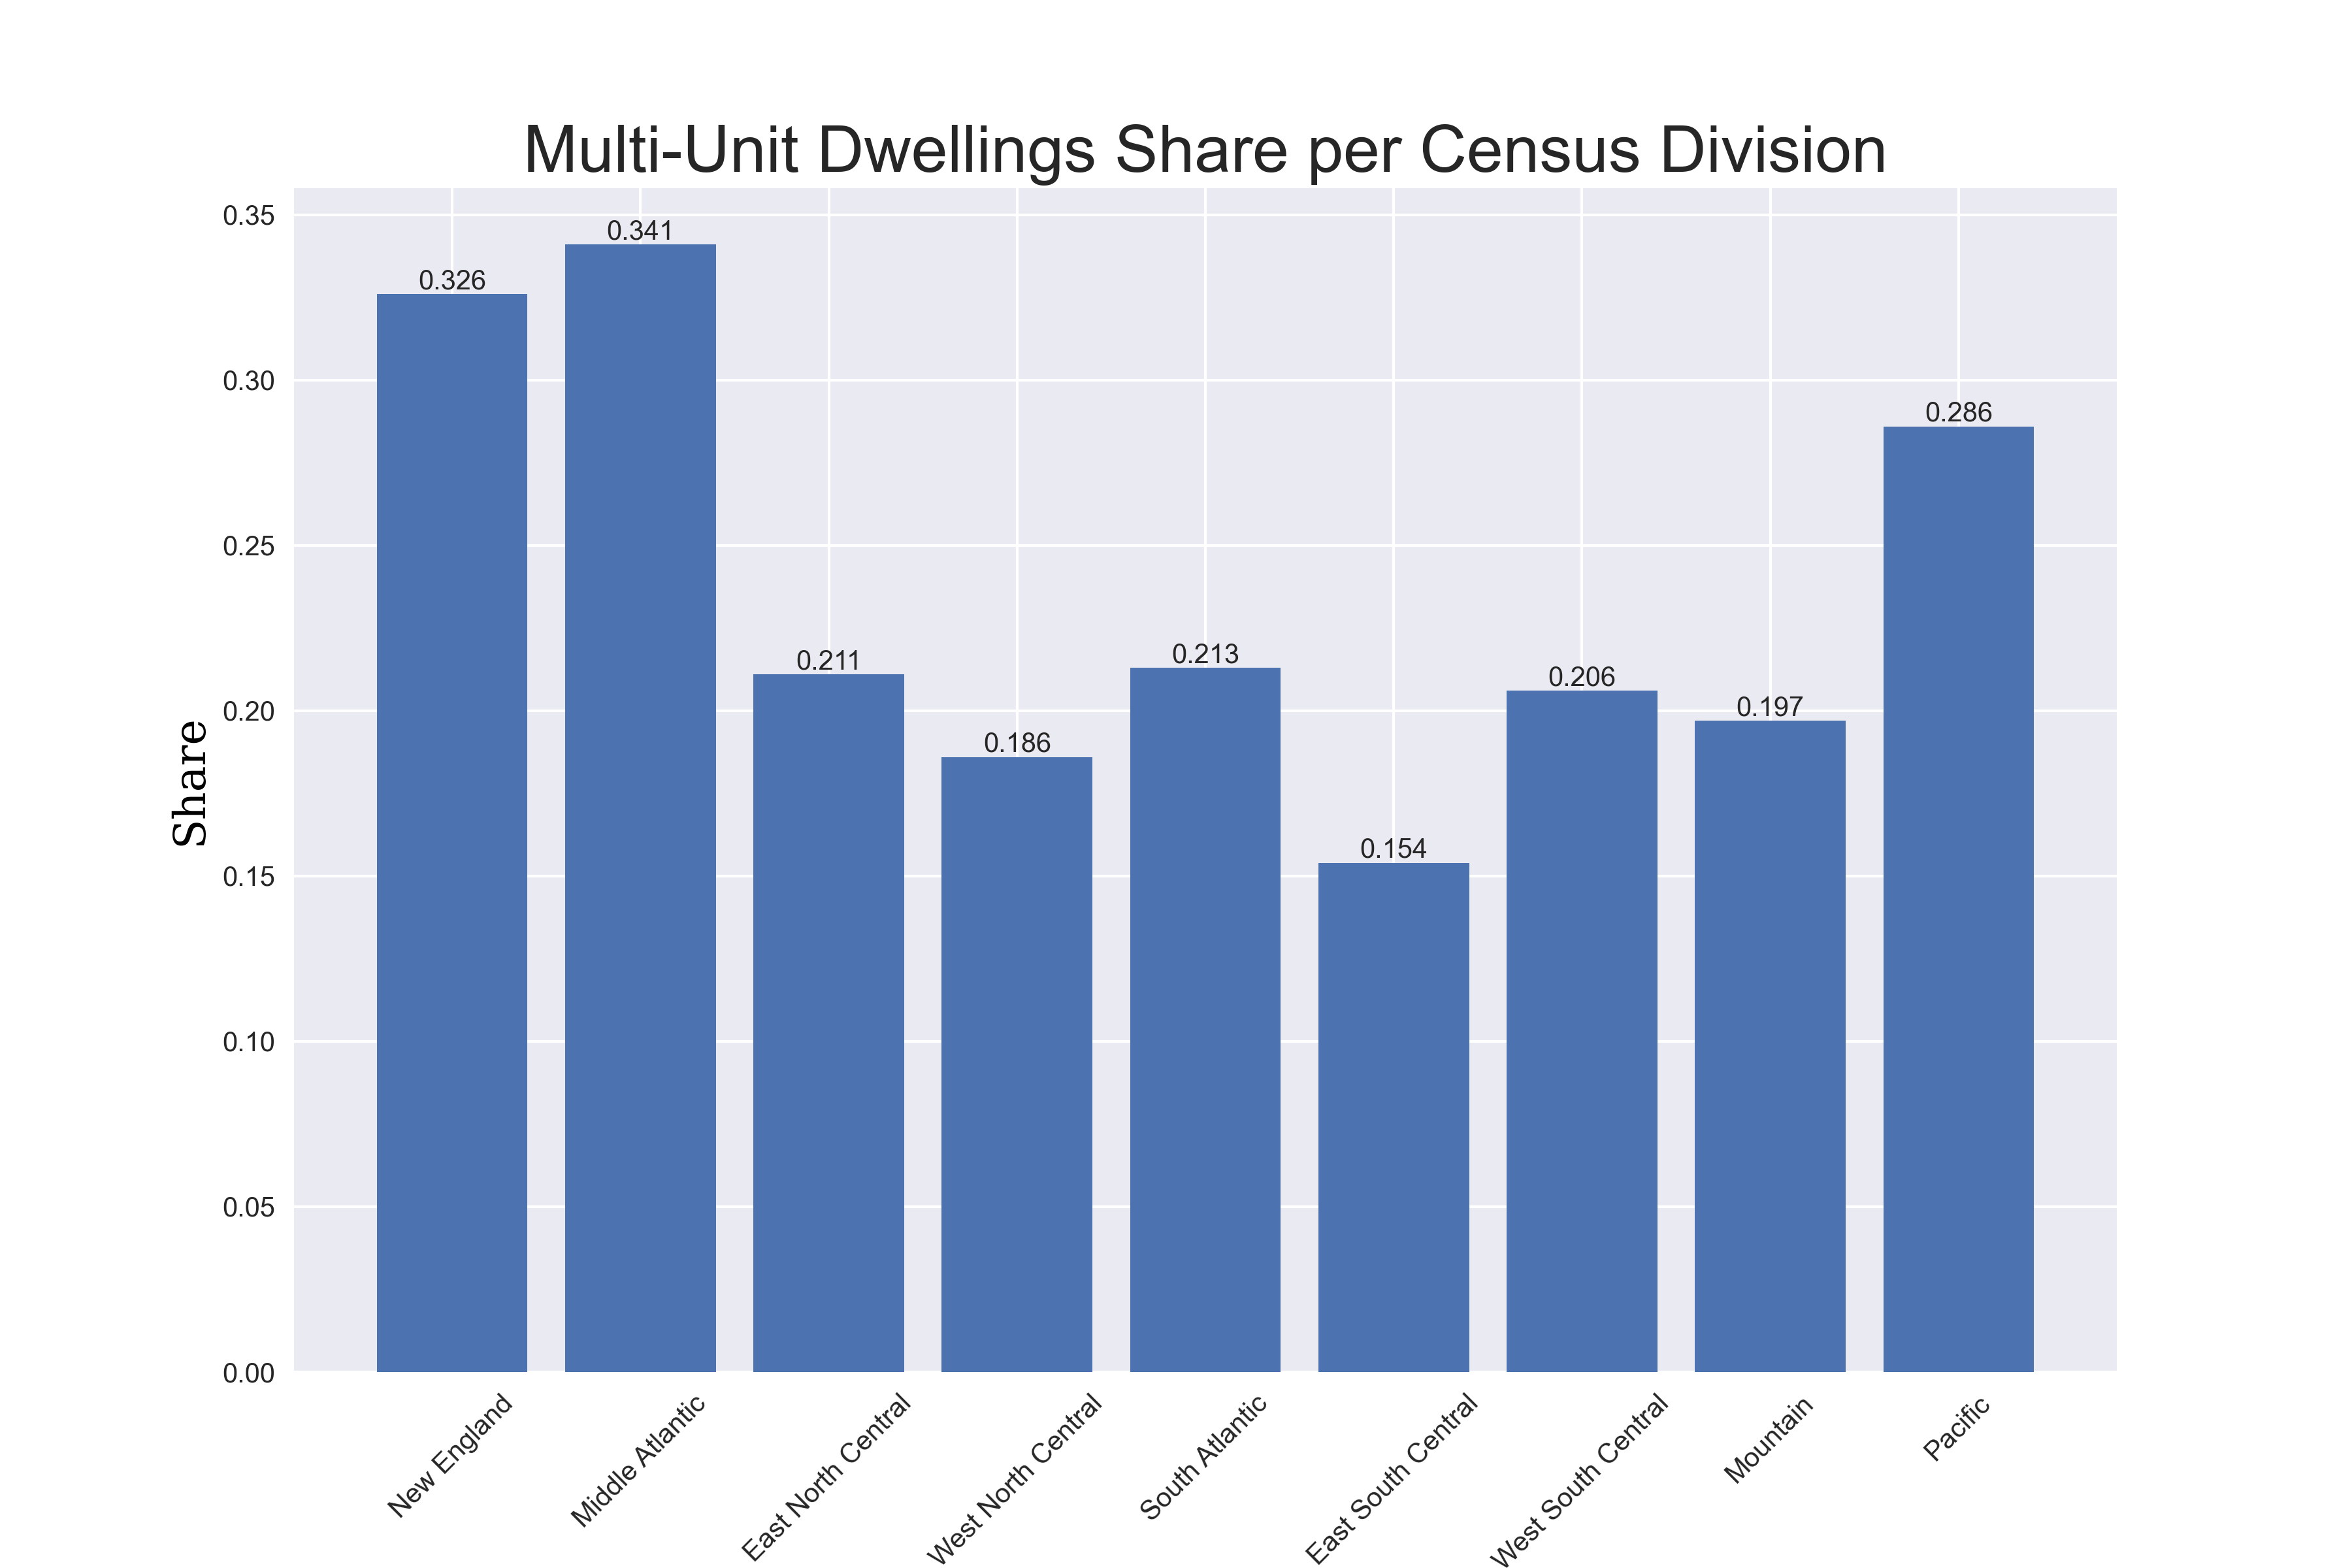 Multi-Unit Dwellings Share per Census Division
0.35
0.30
0.25
0.20
0.15
0.10
0.05
0.00
Share
0.326
0.341
0.211
0.186
0.213
0.154
0.206
0.197
0.286
New England
Middle Atlantic
East North Central
West North Central
South Atlantic
East South Central
West South Central
Mountain
Pacific